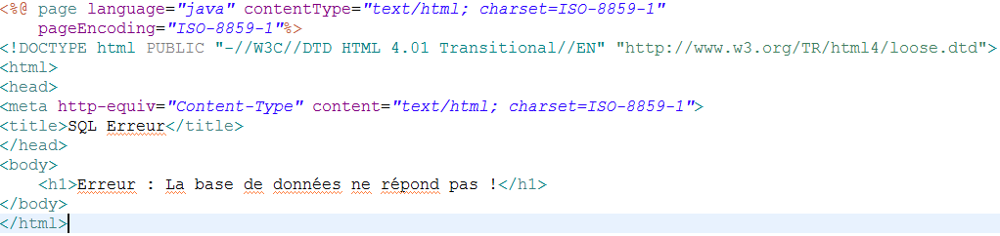 <%@ page language="java" contentType="text/html; charset=ISO-8859-1"
    pageEncoding="ISO-8859-1"%>
<!DOCTYPE html PUBLIC "-//W3C//DTD HTML 4.01 Transitional//EN" "http://www.w3.org/TR/html4/loose.dtd">
<html>
<head>
<meta http-equiv="Content-Type" content="text/html; charset=ISO-8859-1">
<title>SQL Erreur</title>
</head>
<body>
    <h1>Erreur : La base de données ne répond pas !</h1>
</body>
</html>